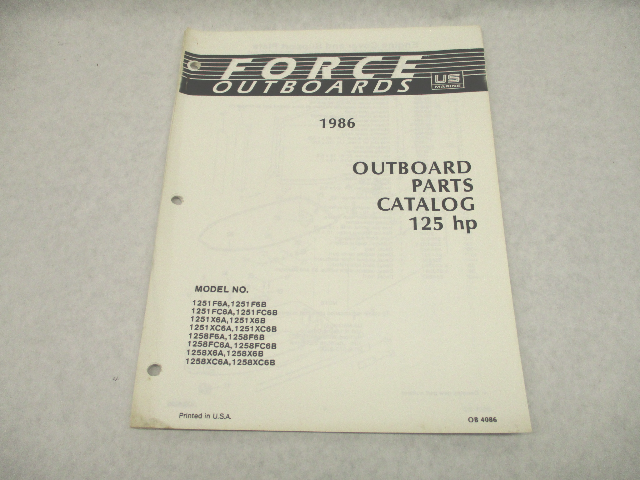 FORCE
OUTBOARDS
US
MARINE
1986
OUTBOARD
PARTS
CATALOG
125 hp
MODEL NO.
1251F6A,1251F6B
1251FC6A,1251FC6B
1251X6A,1251X6B
1251XC6A,1251XC6B
1258F6A,1258F6B
1258FC6A,1258FC6B
1258X6A,1258X6B
1258XC6A,1258XC6B
Printed in U.S.A.
OB 4086